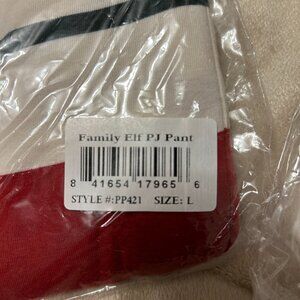 Family Elf PJ Pant
8 41654 17965 6
STYLE #:PP421 SIZE: L